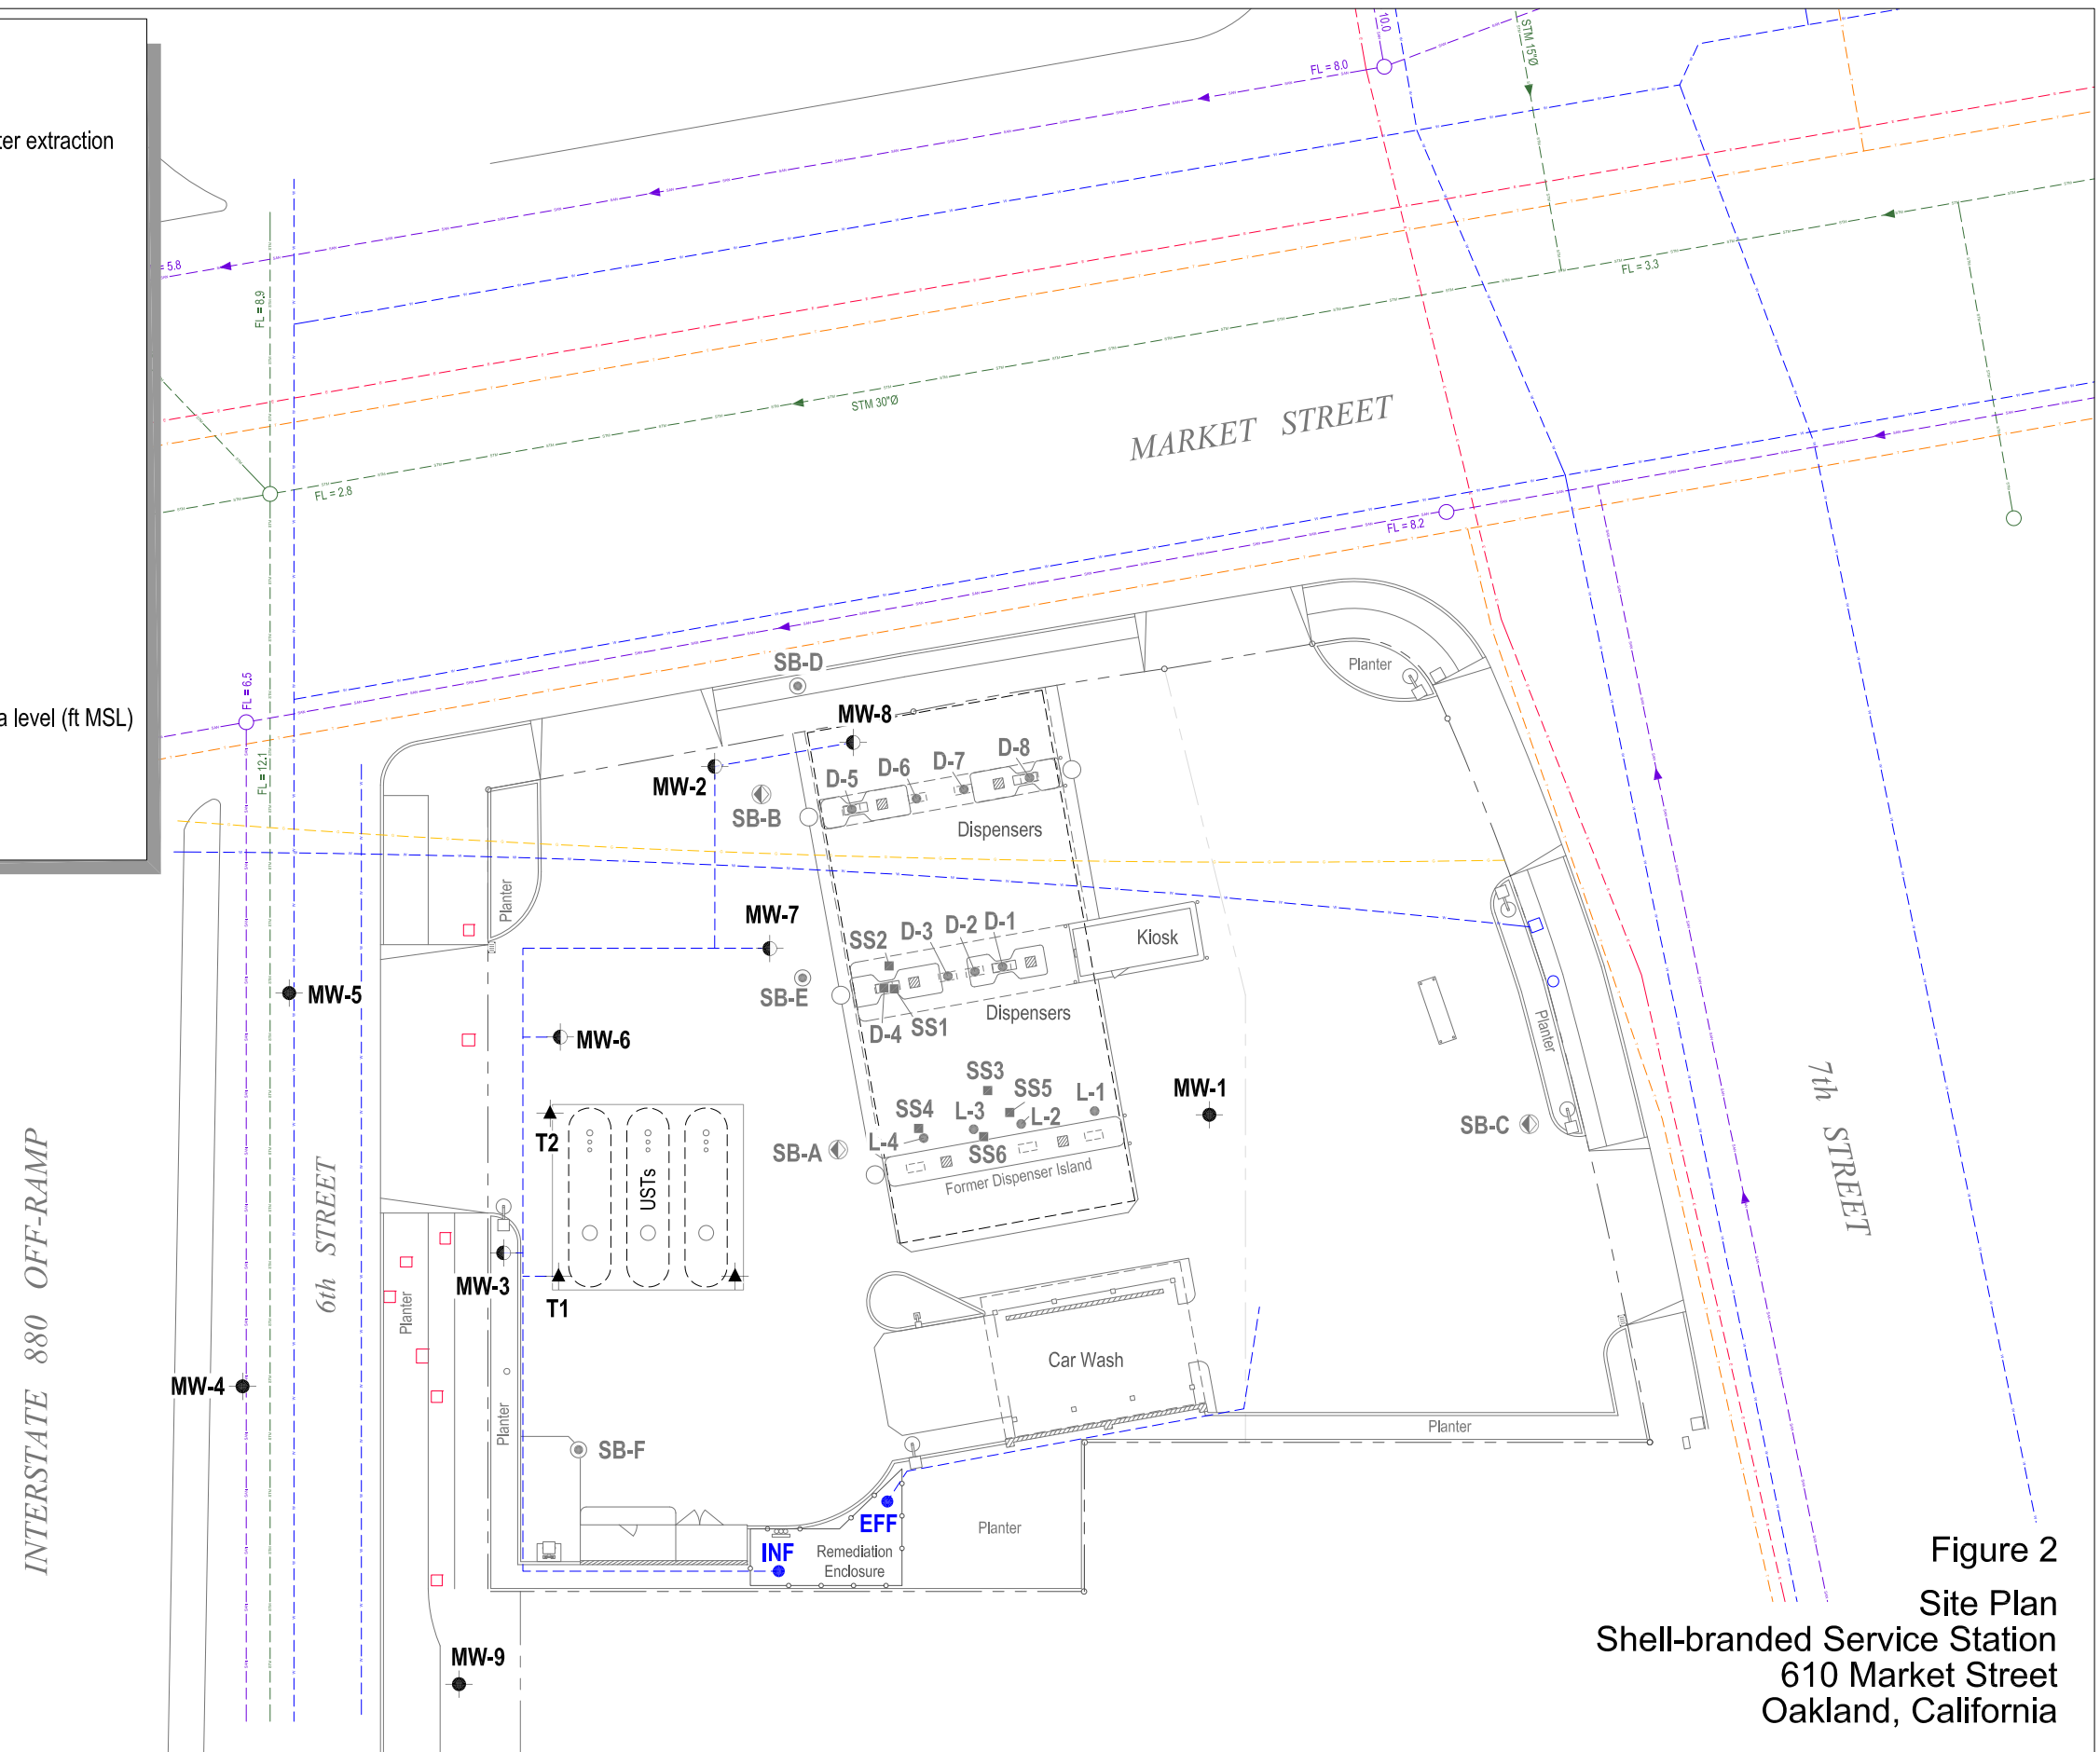 ter extraction
a level (ft MSL)
10.0
STM 15"Ø
FL = 8.0
= 5.8
FL = 8.9
FL = 3.3
STM 30"Ø
FL = 2.8
MARKET STREET
FL = 8.2
FL = 6.5
FL = 12.1
SB-D
Planter
MW-8
MW-2
D-5
D-6
D-7
D-8
SB-B
Dispensers
Planter
MW-7
SS2
D-3
D-2
D-1
Kiosk
MW-5
SB-E
D-4
SS1
Dispensers
Planter
MW-6
SS3
SS5
L-1
MW-1
SS4
L-3
L-2
L-4
SS6
SB-C
T2
SB-A
USTs
Former Dispenser Island
7th STREET
6th STREET
INTERSTATE 880 OFF-RAMP
MW-3
T1
Planter
Car Wash
MW-4
Planter
Planter
SB-F
EFF
Planter
INF
Remediation
Enclosure
MW-9
Figure 2
Site Plan
Shell-branded Service Station
610 Market Street
Oakland, California